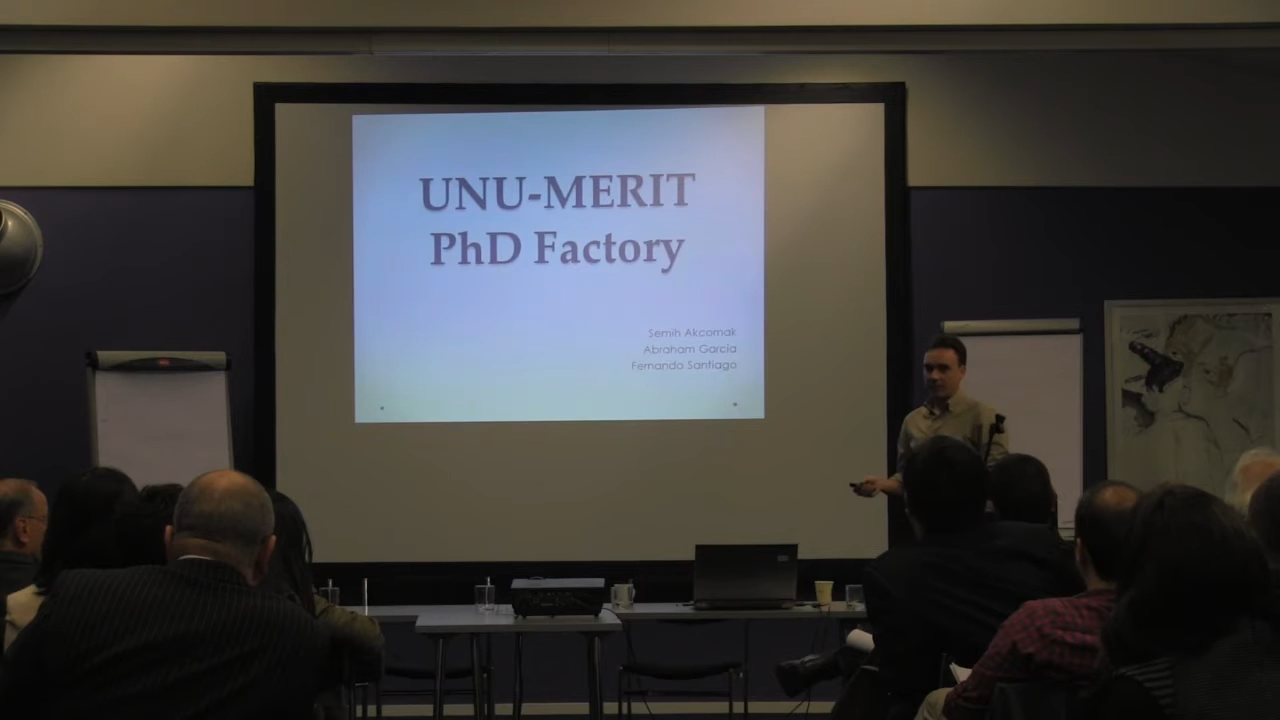 UNU-MERIT
PhD Factory
Semih Akcomak
Abraham Garcia
Fernando Santiago